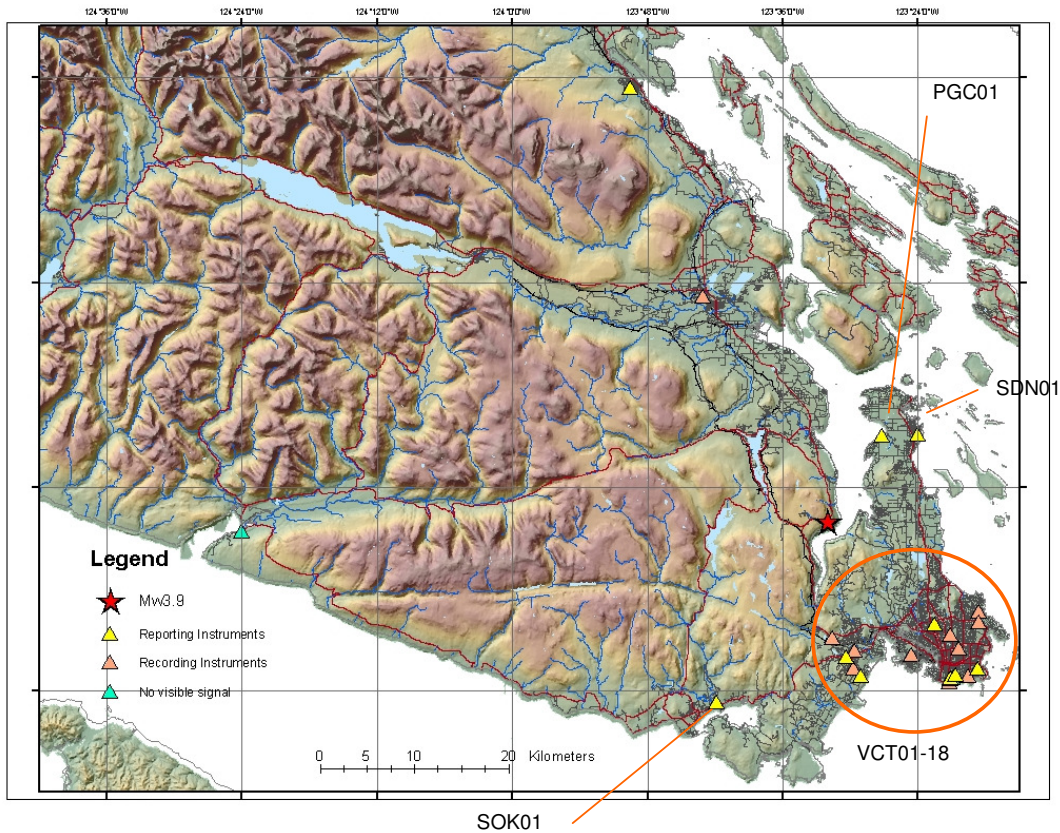 124°36'0"W 124°24'0"W 124°12'0"W 124°0'0"W 123°48'0"W 123°36'0"W 123°24'0"W
PGC01
SDN01
Legend
Mw3.9
Reporting Instruments
Recording Instruments
No visible signal
0 5 10 20 Kilometers
VCT01-18
SOK01